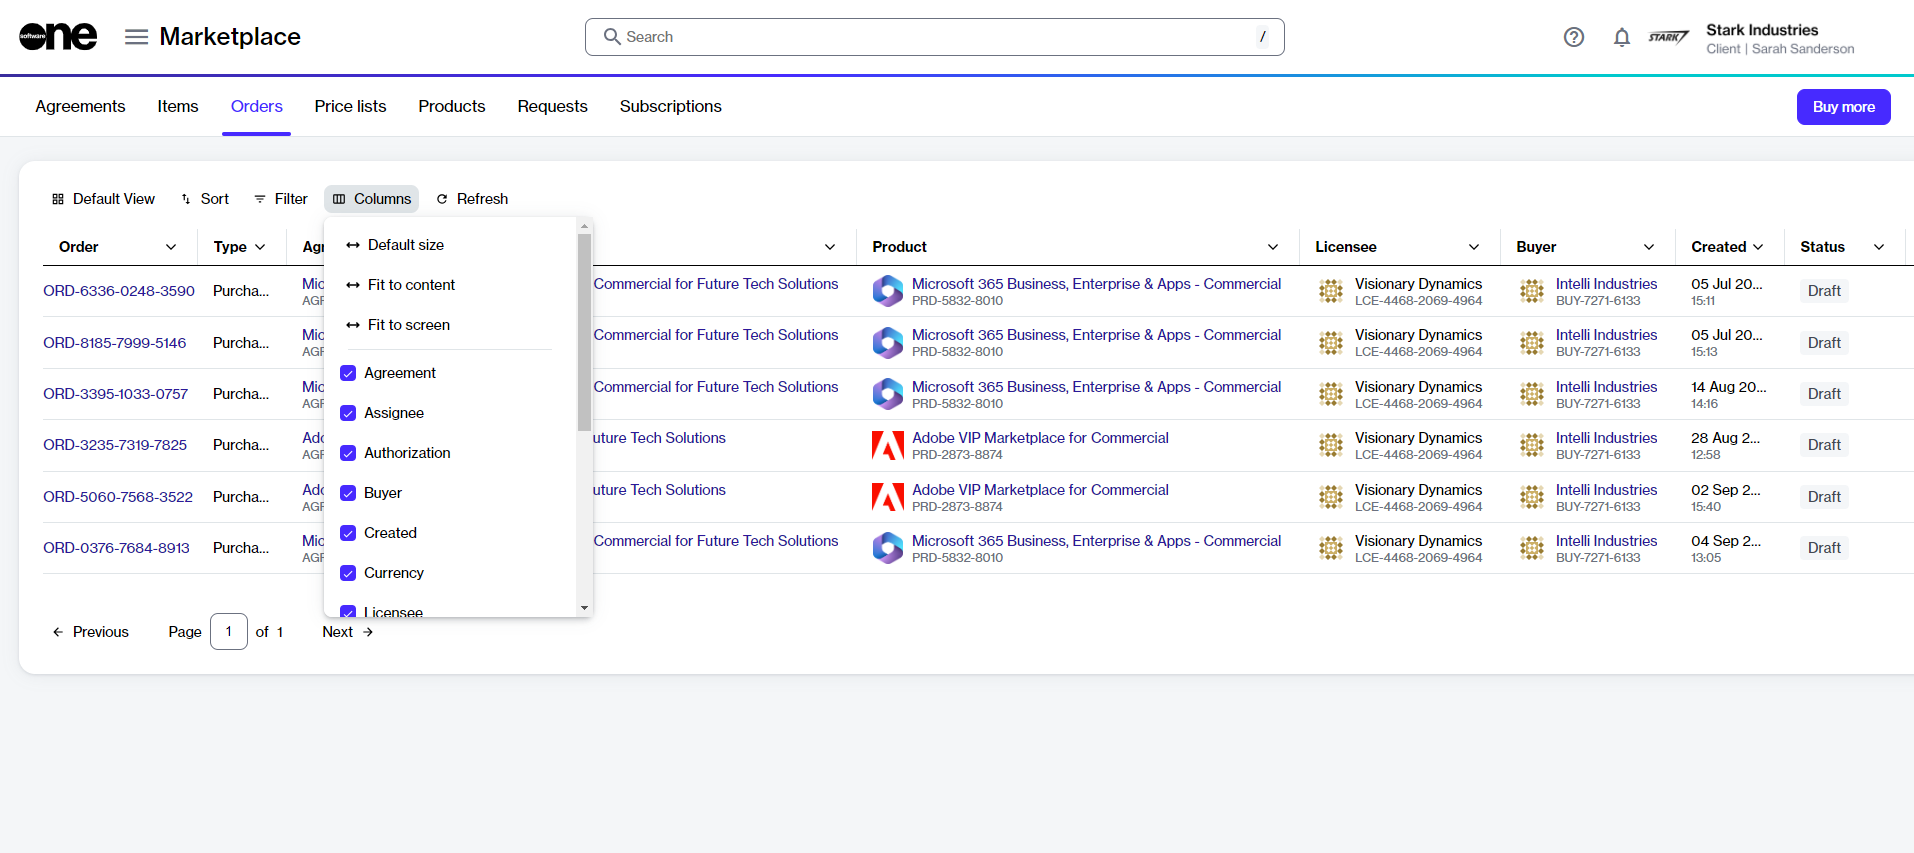 software one Marketplace
Search /
Stark Industries
STARK
Client | Sarah Sanderson
Agreements Items Orders Price lists Products Requests Subscriptions Buy more
Default View Sort Filter Columns Refresh
Order Type Agr Product Licensee Buyer Created Status
Default size
Fit to content
Fit to screen
Agreement
Assignee
Authorization
Buyer
Created
Currency
Licensee
ORD-6336-0248-3590 Purcha... Mic Commercial for Future Tech Solutions Microsoft 365 Business, Enterprise & Apps - Commercial Visionary Dynamics Intelli Industries 05 Jul 20... Draft
AGR PRD-5832-8010 LCE-4468-2069-4964 BUY-7271-6133 15:11
ORD-8185-7999-5146 Purcha... Mic Commercial for Future Tech Solutions Microsoft 365 Business, Enterprise & Apps - Commercial Visionary Dynamics Intelli Industries 05 Jul 20... Draft
AGR PRD-5832-8010 LCE-4468-2069-4964 BUY-7271-6133 15:13
ORD-3395-1033-0757 Purcha... Mic Commercial for Future Tech Solutions Microsoft 365 Business, Enterprise & Apps - Commercial Visionary Dynamics Intelli Industries 14 Aug 20... Draft
AGR PRD-5832-8010 LCE-4468-2069-4964 BUY-7271-6133 14:16
ORD-3235-7319-7825 Purcha... Ado uture Tech Solutions Adobe VIP Marketplace for Commercial Visionary Dynamics Intelli Industries 28 Aug 2... Draft
AGR PRD-2873-8874 LCE-4468-2069-4964 BUY-7271-6133 12:58
ORD-5060-7568-3522 Purcha... Ado uture Tech Solutions Adobe VIP Marketplace for Commercial Visionary Dynamics Intelli Industries 02 Sep 2... Draft
AGR PRD-2873-8874 LCE-4468-2069-4964 BUY-7271-6133 15:40
ORD-0376-7684-8913 Purcha... Mic Commercial for Future Tech Solutions Microsoft 365 Business, Enterprise & Apps - Commercial Visionary Dynamics Intelli Industries 04 Sep 2... Draft
AGR PRD-5832-8010 LCE-4468-2069-4964 BUY-7271-6133 13:05
Previous Page 1 of 1 Next